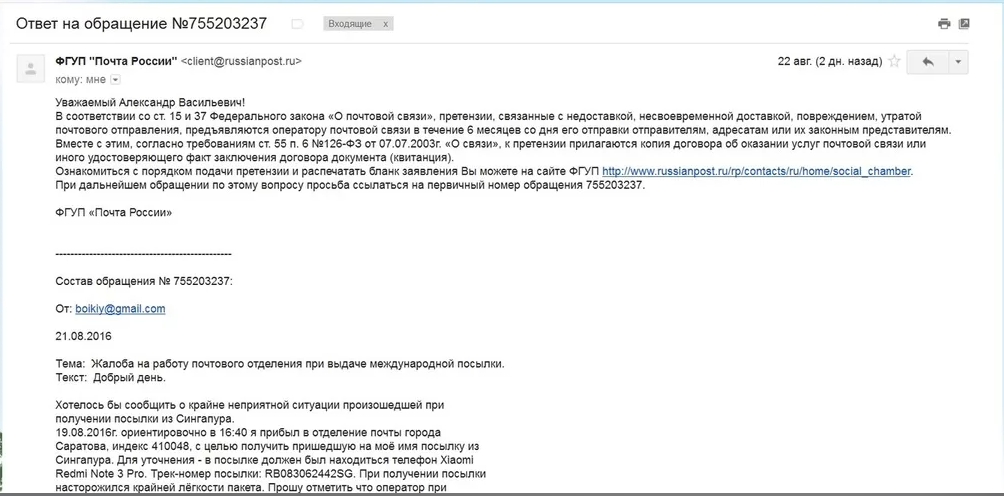 Ответ на обращение №755203237
Входящие x
ФГУП "Почта России" <client@russianpost.ru>
22 авг. (2 дн. назад)
кому: мне
Уважаемый Александр Васильевич!
В соответствии со ст. 15 и 37 Федерального закона «О почтовой связи», претензии, связанные с недоставкой, несвоевременной доставкой, повреждением, утратой
почтового отправления, предъявляются оператору почтовой связи в течение 6 месяцев со дня его отправки отправителям, адресатам или их законным представителям.
Вместе с этим, согласно требованиям ст. 55 п. 6 №126-ФЗ от 07.07.2003г. «О связи», к претензии прилагаются копия договора об оказании услуг почтовой связи или
иного удостоверяющего факт заключения договора документа (квитанция).
Ознакомиться с порядком подачи претензии и распечатать бланк заявления Вы можете на сайте ФГУП http://www.russianpost.ru/rp/contacts/ru/home/social_chamber.
При дальнейшем обращении по этому вопросу просьба ссылаться на первичный номер обращения 755203237.
ФГУП «Почта России»
------------------------------------------------
Состав обращения № 755203237:
От: boikiy@gmail.com
21.08.2016
Тема: Жалоба на работу почтового отделения при выдаче международной посылки.
Текст: Добрый день.
Хотелось бы сообщить о крайне неприятной ситуации произошедшей при
получении посылки из Сингапура.
19.08.2016г. ориентировочно в 16:40 я прибыл в отделение почты города
Саратова, индекс 410048, с целью получить пришедшую на моё имя посылку из
Сингапура. Для уточнения - в посылке должен был находиться телефон Xiaomi
Redmi Note 3 Pro. Трек-номер посылки: RB083062442SG. При получении посылки
насторожился крайней лёгкости пакета. Прошу отметить что оператор при